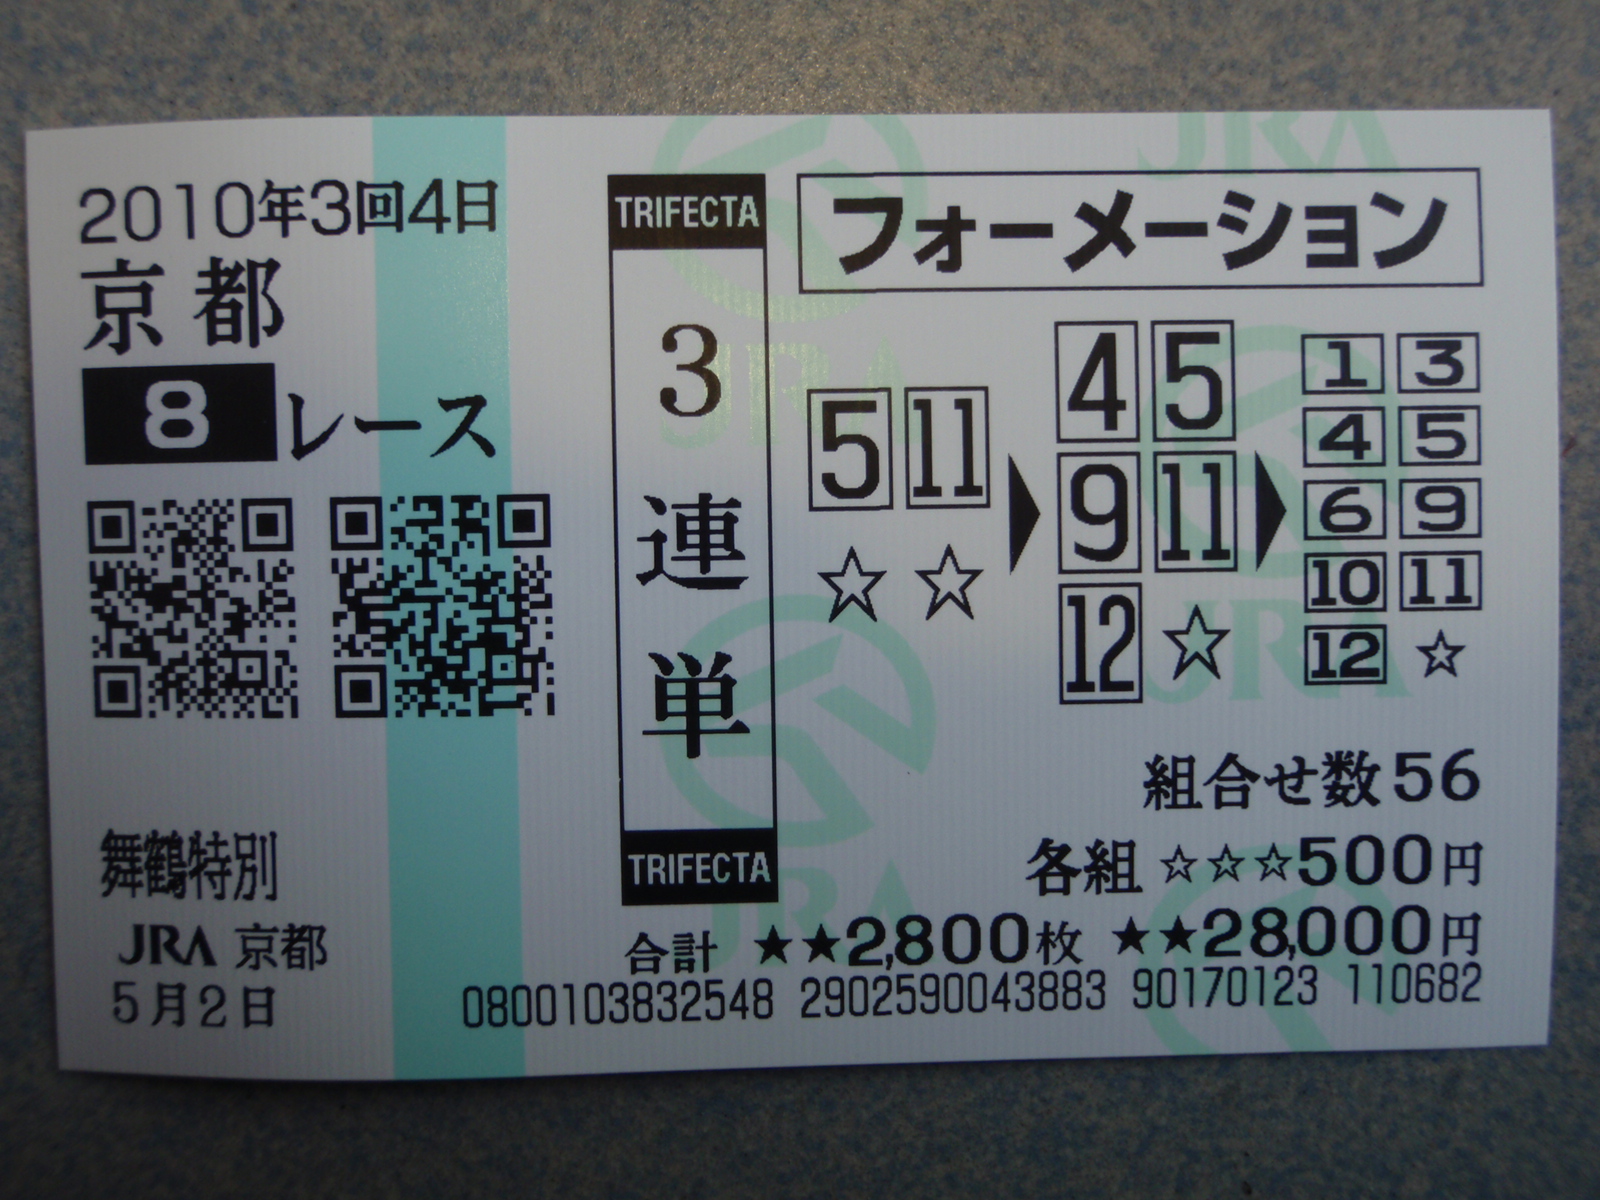 2010年3回4日
京都
8レース
舞鶴特別
JRA 京都
5月2日
TRIFECTA
3連単
TRIFECTA
フォーメーション
5 11
☆ ☆
4 5
9 11
12 ☆
1 3
4 5
6 9
10 11
12 ☆
組合せ数56
各組 ☆☆☆500円
合計 ★★2,800枚 ★★28,000円
0800103832548 2902590043883 90170123 110682
JRA
JRA
JRA
JRA